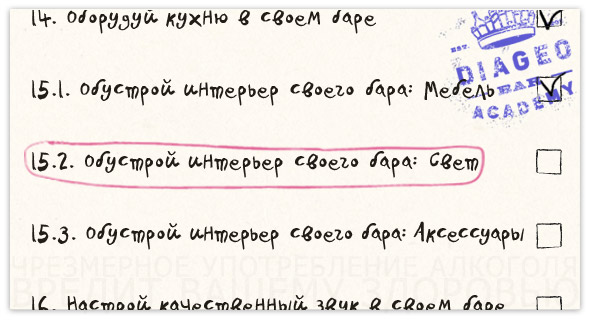 14. Оборудуй кухню в своем баре
15.1. Обустрой интерьер своего бара: Мебель
DIAGEO
BAR
ACADEMY
15.2. Обустрой интерьер своего бара: Свет
15.3. Обустрой интерьер своего бара: Аксессуары
ЧРЕЗМЕРНОЕ УПОТРЕБЛЕНИЕ АЛКОГОЛЯ
ВРЕДИТ ВАШЕМУ ЗДОРОВЬЮ
16. Настрой качественный звук в своем баре